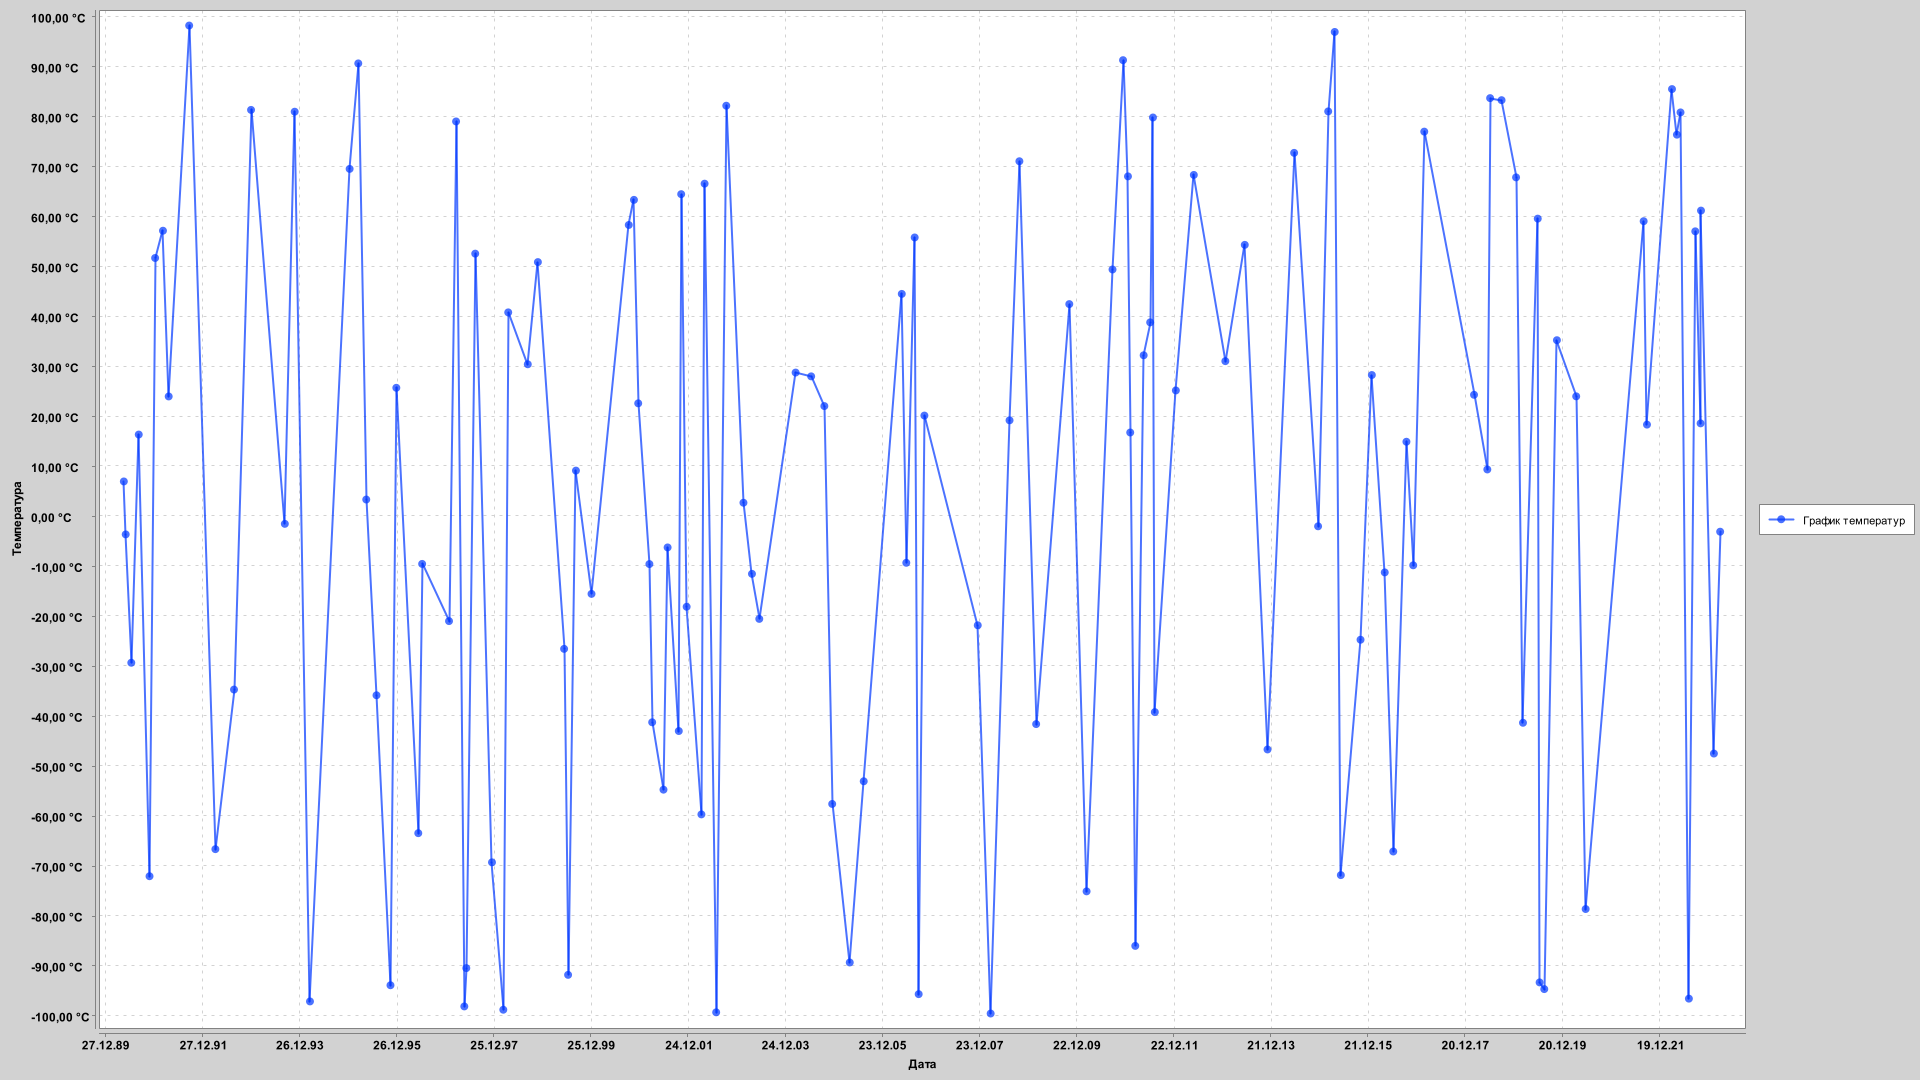 100,00 °C
90,00 °C
80,00 °C
70,00 °C
60,00 °C
50,00 °C
40,00 °C
30,00 °C
20,00 °C
10,00 °C
0,00 °C
-10,00 °C
-20,00 °C
-30,00 °C
-40,00 °C
-50,00 °C
-60,00 °C
-70,00 °C
-80,00 °C
-90,00 °C
-100,00 °C
Температура
27.12.89 27.12.91 26.12.93 26.12.95 25.12.97 25.12.99 24.12.01 24.12.03 23.12.05 23.12.07 22.12.09 22.12.11 21.12.13 21.12.15 20.12.17 20.12.19 19.12.21
Дата
График температур